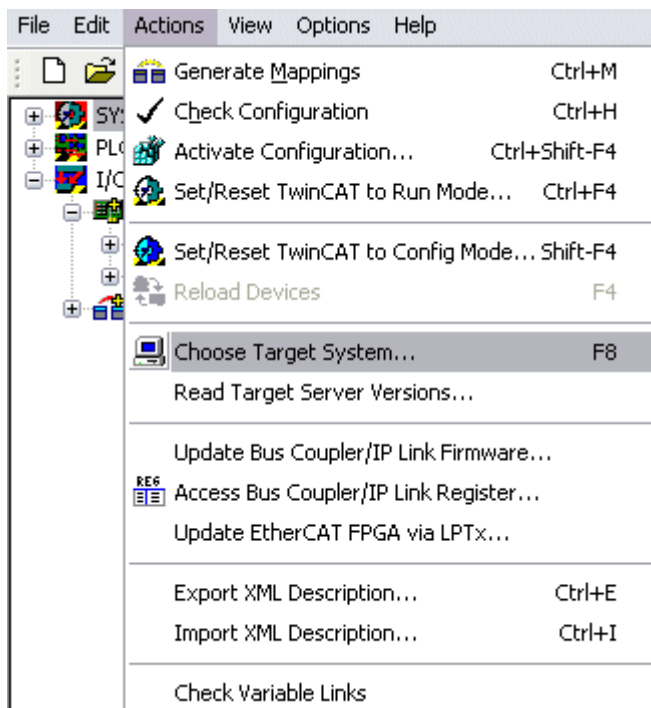 File Edit Actions View Options Help
Generate Mappings Ctrl+M
SY Check Configuration Ctrl+H
PL Activate Configuration... Ctrl+Shift-F4
I/ Set/Reset TwinCAT to Run Mode... Ctrl+F4
Set/Reset TwinCAT to Config Mode... Shift-F4
Reload Devices F4
Choose Target System... F8
Read Target Server Versions...
Update Bus Coupler/IP Link Firmware...
REG Access Bus Coupler/IP Link Register...
Update EtherCAT FPGA via LPTx...
Export XML Description... Ctrl+E
Import XML Description... Ctrl+I
Check Variable Links